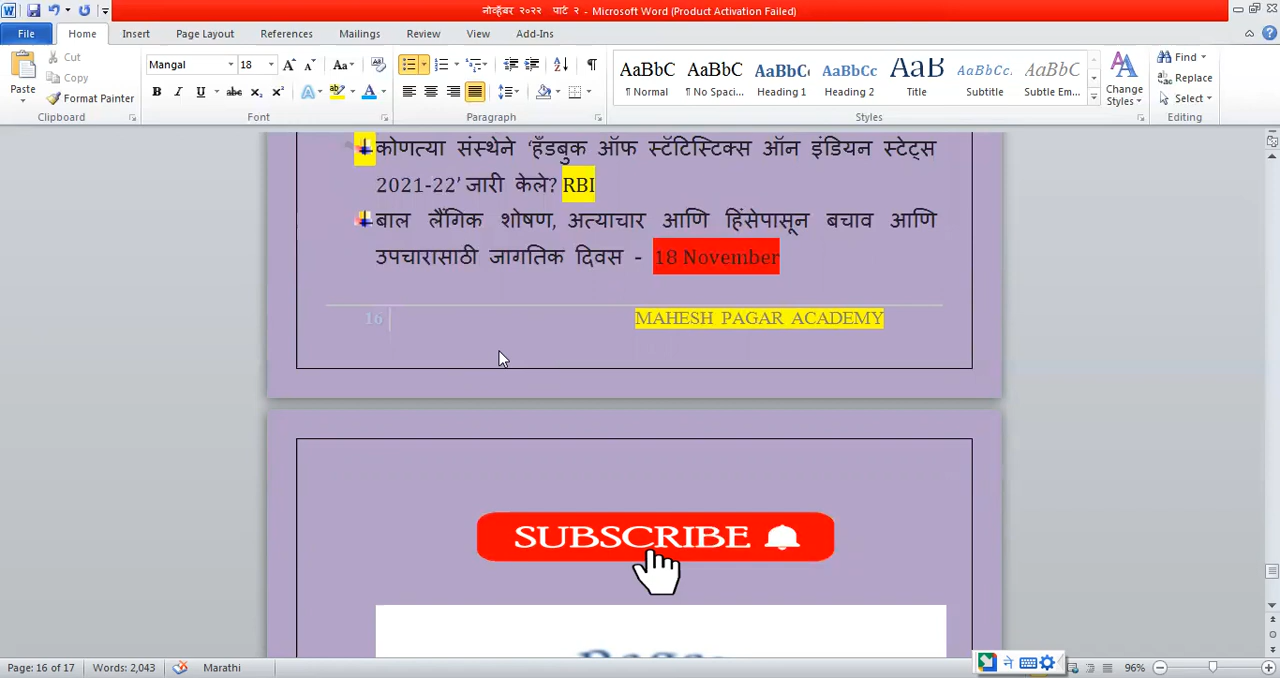 नोव्हेंबर २०२२ पार्ट २ - Microsoft Word (Product Activation Failed)
File Home Insert Page Layout References Mailings Review View Add-Ins
Paste Cut Copy Format Painter Clipboard
Mangal 18 Aa Font
Paragraph
AaBbC ¶ Normal
AaBbC ¶ No Spaci...
AaBbCc Heading 1
AaBbCc Heading 2
AaB Title
AaBbCc. Subtitle
AaBbCc Subtle Em...
Change Styles
Styles
Find
Replace
Select
Editing
कोणत्या संस्थेने ‘हँडबुक ऑफ स्टॅटिस्टिक्स ऑन इंडियन स्टेट्स
2021-22’ जारी केले? RBI
बाल लैंगिक शोषण, अत्याचार आणि हिंसेपासून बचाव आणि
उपचारासाठी जागतिक दिवस - 18 November
16 MAHESH PAGAR ACADEMY
SUBSCRIBE
Page: 16 of 17 Words: 2,043 Marathi ने 96%